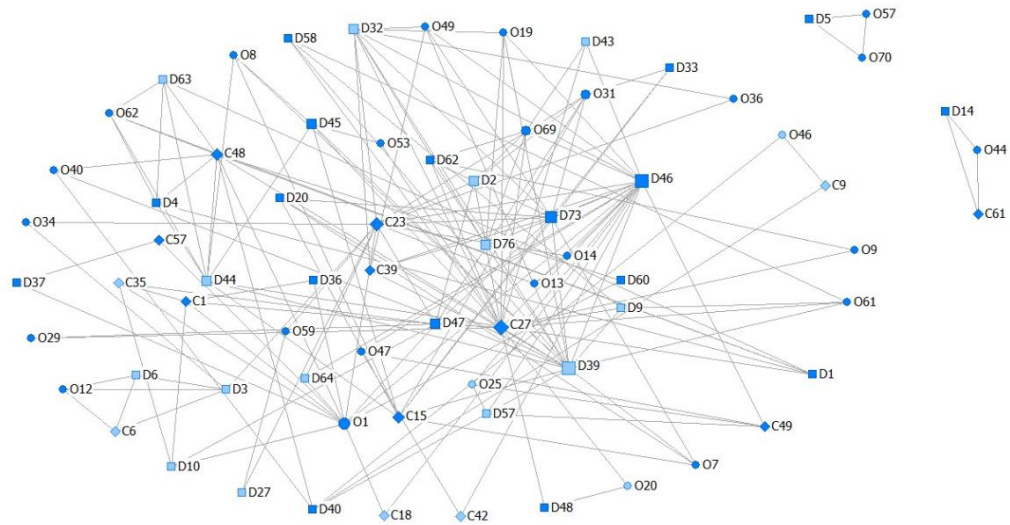 D5
O57
O70
D32
O49
O19
D58
D43
O8
D33
D63
O31
O36
O62
D45
D14
O69
O46
O53
C48
D62
O44
O40
D2
D46
C9
D20
D4
C61
D73
O34
C23
C57
D76
O9
O14
C39
D37
C35
D44
D36
O13
D60
C1
O61
D9
D47
C27
O29
O59
O47
D39
D6
D64
O25
D1
O12
D3
D57
C15
O1
C49
C6
D10
O7
D27
O20
D40
C18
C42
D48